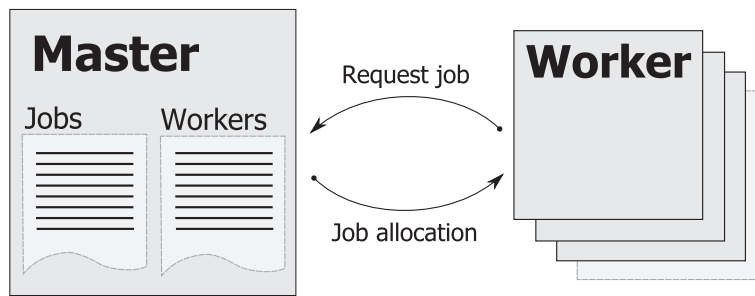 Master
Jobs
Workers
Request job
Job allocation
Worker